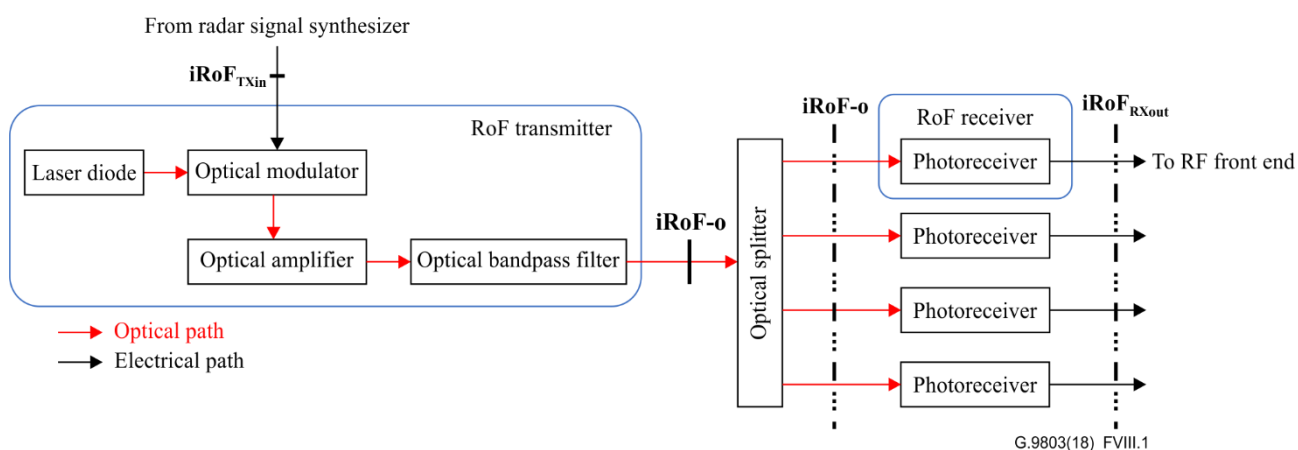 From radar signal synthesizer
iRoF_TXin
RoF transmitter
Laser diode
Optical modulator
Optical amplifier
Optical bandpass filter
iRoF-o
Optical path
Electrical path
Optical splitter
iRoF-o
RoF receiver
iRoF_RXout
Photoreceiver
To RF front end
Photoreceiver
Photoreceiver
Photoreceiver
G.9803(18)_FVIII.1